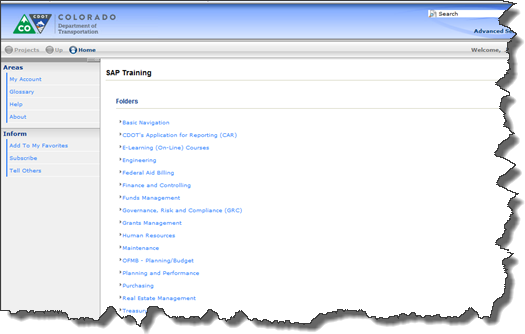 COLORADO
CO CDOT Department of
Transportation
Search
Advanced
Projects Up Home
Welcome,
Areas
My Account
Glossary
Help
About
Inform
Add To My Favorites
Subscribe
Tell Others
SAP Training
Folders
Basic Navigation
CDOT's Application for Reporting (CAR)
E-Learning (On-Line) Courses
Engineering
Federal Aid Billing
Finance and Controlling
Funds Management
Governance, Risk and Compliance (GRC)
Grants Management
Human Resources
Maintenance
OFMB - Planning/Budget
Planning and Performance
Purchasing
Real Estate Management
Treasury